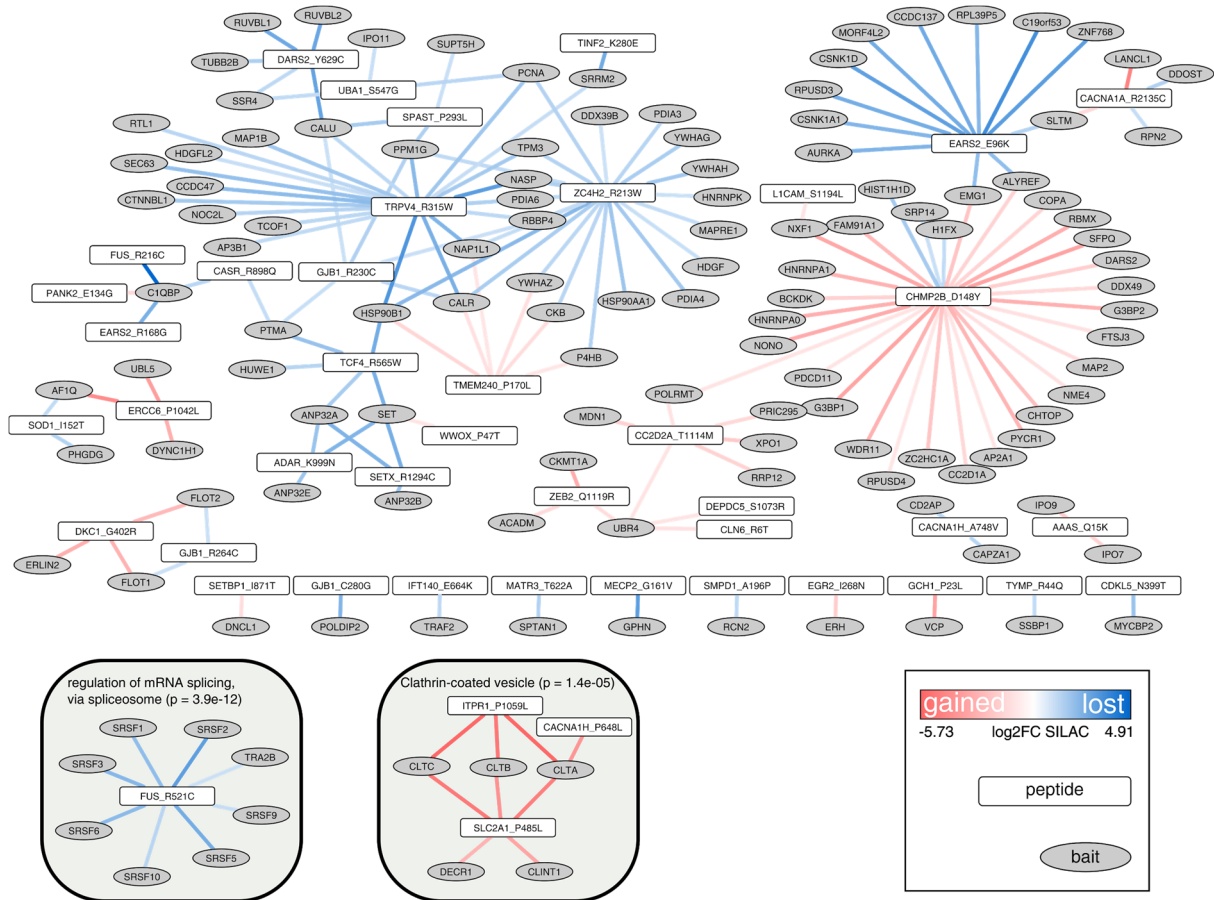 RUVBL1
RUVBL2
IPO11
SUPT5H
DARS2_Y629C
TUBB2B
UBA1_S547G
SSR4
TINF2_K280E
PCNA
SRRM2
CALU
SPAST_P293L
DDX39B
PDIA3
RTL1
MAP1B
PPM1G
TPM3
YWHAG
HDGFL2
SEC63
NASP
YWHAH
CCDC47
CTNNBL1
PDIA6
ZC4H2_R213W
HNRNPK
NOC2L
TRPV4_R315W
RBBP4
TCOF1
MAPRE1
AP3B1
NAP1L1
FUS_R216C
CASR_R898Q
GJB1_R230C
HDGF
PANK2_E134G
C1QBP
YWHAZ
CALR
HSP90AA1
PDIA4
HSP90B1
CKB
EARS2_R168G
PTMA
P4HB
HUWE1
TCF4_R565W
TMEM240_P170L
UBL5
AF1Q
ERCC6_P1042L
SOD1_I152T
PHGDG
DYNC1H1
ANP32A
SET
WWOX_P47T
ADAR_K999N
SETX_R1294C
ANP32E
ANP32B
CCDC137
RPL39P5
C19orf53
MORF4L2
ZNF768
CSNK1D
LANCL1
DDOST
RPUSD3
CACNA1A_R2135C
CSNK1A1
SLTM
RPN2
AURKA
EARS2_E96K
L1CAM_S1194L
HIST1H1D
EMG1
ALYREF
SRP14
COPA
NXF1
FAM91A1
H1FX
RBMX
SFPQ
HNRNPA1
DARS2
BCKDK
CHMP2B_D148Y
DDX49
HNRNPA0
G3BP2
NONO
FTSJ3
PDCD11
MAP2
POLRMT
NME4
PRIC295
G3BP1
CHTOP
MDN1
CC2D2A_T1114M
XPO1
WDR11
PYCR1
ZC2HC1A
AP2A1
CKMT1A
RRP12
RPUSD4
CC2D1A
ZEB2_Q1119R
DEPDC5_S1073R
ACADM
UBR4
CLN6_R6T
CD2AP
CACNA1H_A748V
CAPZA1
IPO9
AAAS_Q15K
IPO7
FLOT2
DKC1_G402R
GJB1_R264C
ERLIN2
FLOT1
SETBP1_I871T
GJB1_C280G
IFT140_E664K
MATR3_T622A
MECP2_G161V
SMPD1_A196P
EGR2_I268N
GCH1_P23L
TYMP_R44Q
CDKL5_N399T
DNCL1
POLDIP2
TRAF2
SPTAN1
GPHN
RCN2
ERH
VCP
SSBP1
MYCBP2
regulation of mRNA splicing,
via spliceosome (p = 3.9e-12)
SRSF1
SRSF2
SRSF3
TRA2B
FUS_R521C
SRSF6
SRSF9
SRSF5
SRSF10
Clathrin-coated vesicle (p = 1.4e-05)
ITPR1_P1059L
CACNA1H_P648L
CLTC
CLTB
CLTA
SLC2A1_P485L
DECR1
CLINT1
gained
lost
-5.73
log2FC SILAC
4.91
peptide
bait